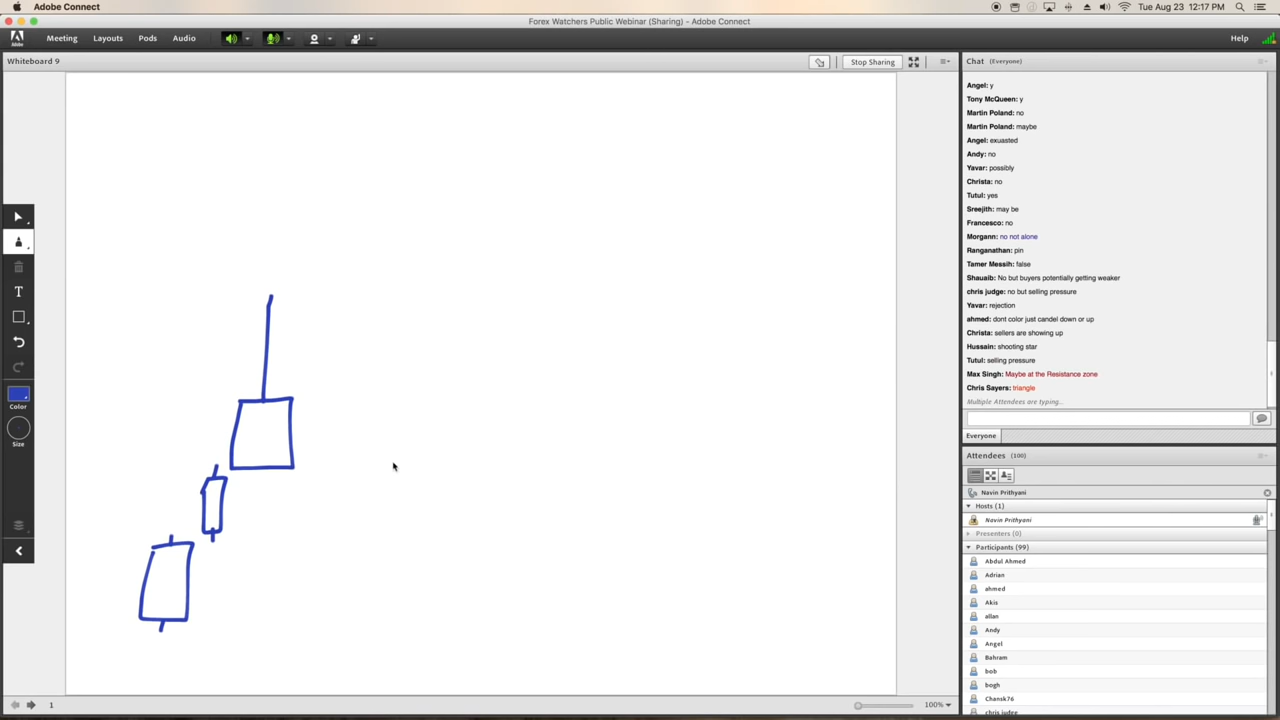 Adobe Connect
Tue Aug 23 12:17 PM
Forex Watchers Public Webinar (Sharing) - Adobe Connect
Adobe
Meeting Layouts Pods Audio
Help
Whiteboard 9
Stop Sharing
T
Color
Size
1
100%
Chat (Everyone)
Angel: y
Tony McQueen: y
Martin Poland: no
Martin Poland: maybe
Angel: exuasted
Andy: no
Yavar: possibly
Christa: no
Tutul: yes
Sreejith: may be
Francesco: no
Morgann: no not alone
Ranganathan: pin
Tamer Messih: false
Shauaib: No but buyers potentially getting weaker
chris judge: no but selling pressure
Yavar: rejection
ahmed: dont color just candel down or up
Christa: sellers are showing up
Hussain: shooting star
Tutul: selling pressure
Max Singh: Maybe at the Resistance zone
Chris Sayers: triangle
Multiple Attendees are typing...
Everyone
Attendees (100)
Navin Prithyani
Hosts (1)
Navin Prithyani
Presenters (0)
Participants (99)
Abdul Ahmed
Adrian
ahmed
Akis
allan
Andy
Angel
Bahram
bob
bogh
Chansk76
chris judge